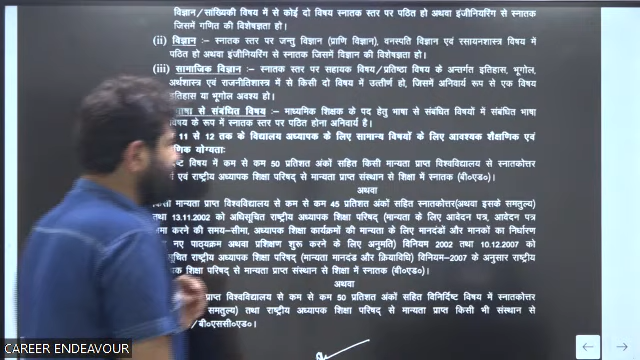 विज्ञान/सांख्यिकी विषय में से कोई दो विषय स्नातक स्तर पर पठित हो अथवा इंजीनियरिंग से स्नातक
जिसमें गणित की विशेषज्ञता हो।
(ii) विज्ञान :– स्नातक स्तर पर जन्तु विज्ञान (प्राणि विज्ञान), वनस्पति विज्ञान एवं रसायनशास्त्र विषय में
पठित हो अथवा इंजीनियरिंग से स्नातक जिसमें विज्ञान की विशेषज्ञता हो।
(iii) सामाजिक विज्ञान :– स्नातक स्तर पर सहायक विषय/प्रतिष्ठा विषय के अन्तर्गत इतिहास, भूगोल,
अर्थशास्त्र एवं राजनीतिशास्त्र में से किसी दो विषय में उत्तीर्ण हो, जिसमें अनिवार्य रूप से एक विषय
इतिहास या भूगोल अवश्य हो।
भाषा से संबंधित विषय :– माध्यमिक शिक्षक के पद हेतु भाषा से संबंधित विषयों में संबंधित भाषा
विषय के रूप में स्नातक स्तर पर पठित होना अनिवार्य है।
11 से 12 तक के विद्यालय अध्यापक के लिए सामान्य विषयों के लिए आवश्यक शैक्षणिक एवं
योग्यताः
विषय में कम से कम 50 प्रतिशत अंकों सहित किसी मान्यता प्राप्त विश्वविद्यालय से स्नातकोत्तर
एवं राष्ट्रीय अध्यापक शिक्षा परिषद् से मान्यता प्राप्त संस्थान से शिक्षा में स्नातक (बी०एड०)।
अथवा
किसी मान्यता प्राप्त विश्वविद्यालय से कम से कम 45 प्रतिशत अंकों सहित स्नातकोत्तर(अथवा इसके समतुल्य)
तथा 13.11.2002 को अधिसूचित राष्ट्रीय अध्यापक शिक्षा परिषद् (मान्यता के लिए आवेदन पत्र, आवेदन पत्र
जमा करने की समय–सीमा, अध्यापक शिक्षा कार्यक्रमों की मान्यता के लिए मानदंडों और मानकों का निर्धारण
नए पाठ्यक्रम अथवा प्रशिक्षण शुरू करने के लिए अनुमति) विनियम 2002 तथा 10.12.2007 को
राष्ट्रीय अध्यापक शिक्षा परिषद् (मान्यता मानदंड और क्रियाविधि) विनियम–2007 के अनुसार राष्ट्रीय
शिक्षा परिषद् से मान्यता प्राप्त संस्थान से शिक्षा में स्नातक (बी०एड०)।
अथवा
प्राप्त विश्वविद्यालय से कम से कम 50 प्रतिशत अंकों सहित विनिर्दिष्ट विषय में स्नातकोत्तर
समतुल्य) तथा राष्ट्रीय अध्यापक शिक्षा परिषद् से मान्यता प्राप्त किसी भी संस्थान से
/बी०एससी०एड०।
CAREER ENDEAVOUR